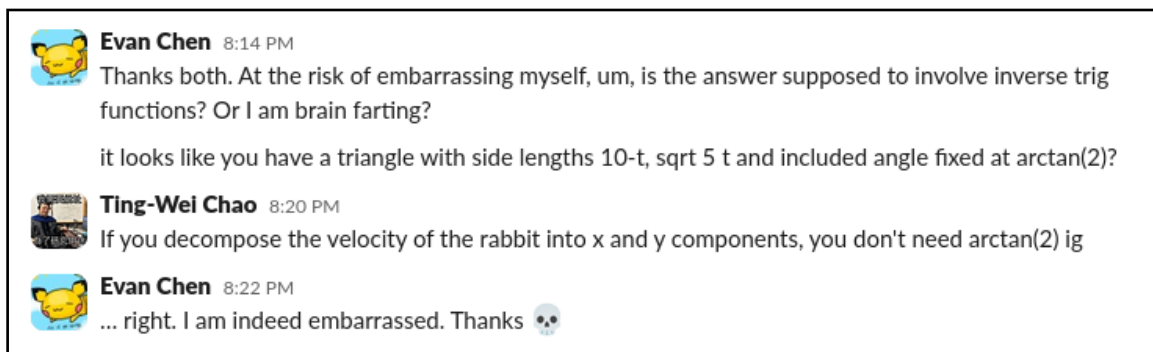 Evan Chen 8:14 PM
Thanks both. At the risk of embarrassing myself, um, is the answer supposed to involve inverse trig
functions? Or I am brain farting?
it looks like you have a triangle with side lengths 10-t, sqrt 5 t and included angle fixed at arctan(2)?
Ting-Wei Chao 8:20 PM
If you decompose the velocity of the rabbit into x and y components, you don't need arctan(2) ig
Evan Chen 8:22 PM
... right. I am indeed embarrassed. Thanks 💀